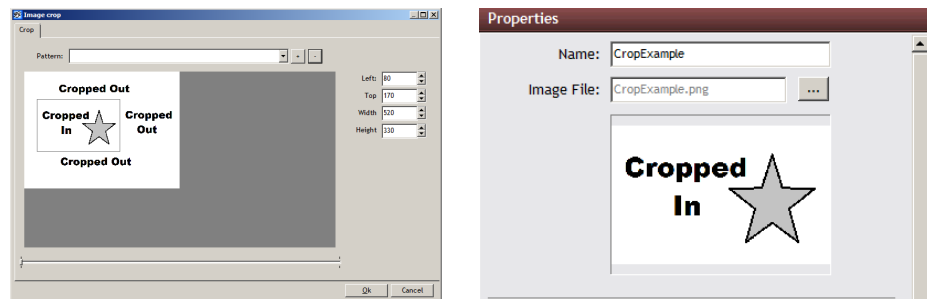 Image crop
Crop
Pattern:
+ -
Cropped Out
Cropped In
Cropped Out
Cropped Out
Left: 80
Top 170
Width 520
Height 330
Ok Cancel
Properties
Name: CropExample
Image File: CropExample.png ...
Cropped
In